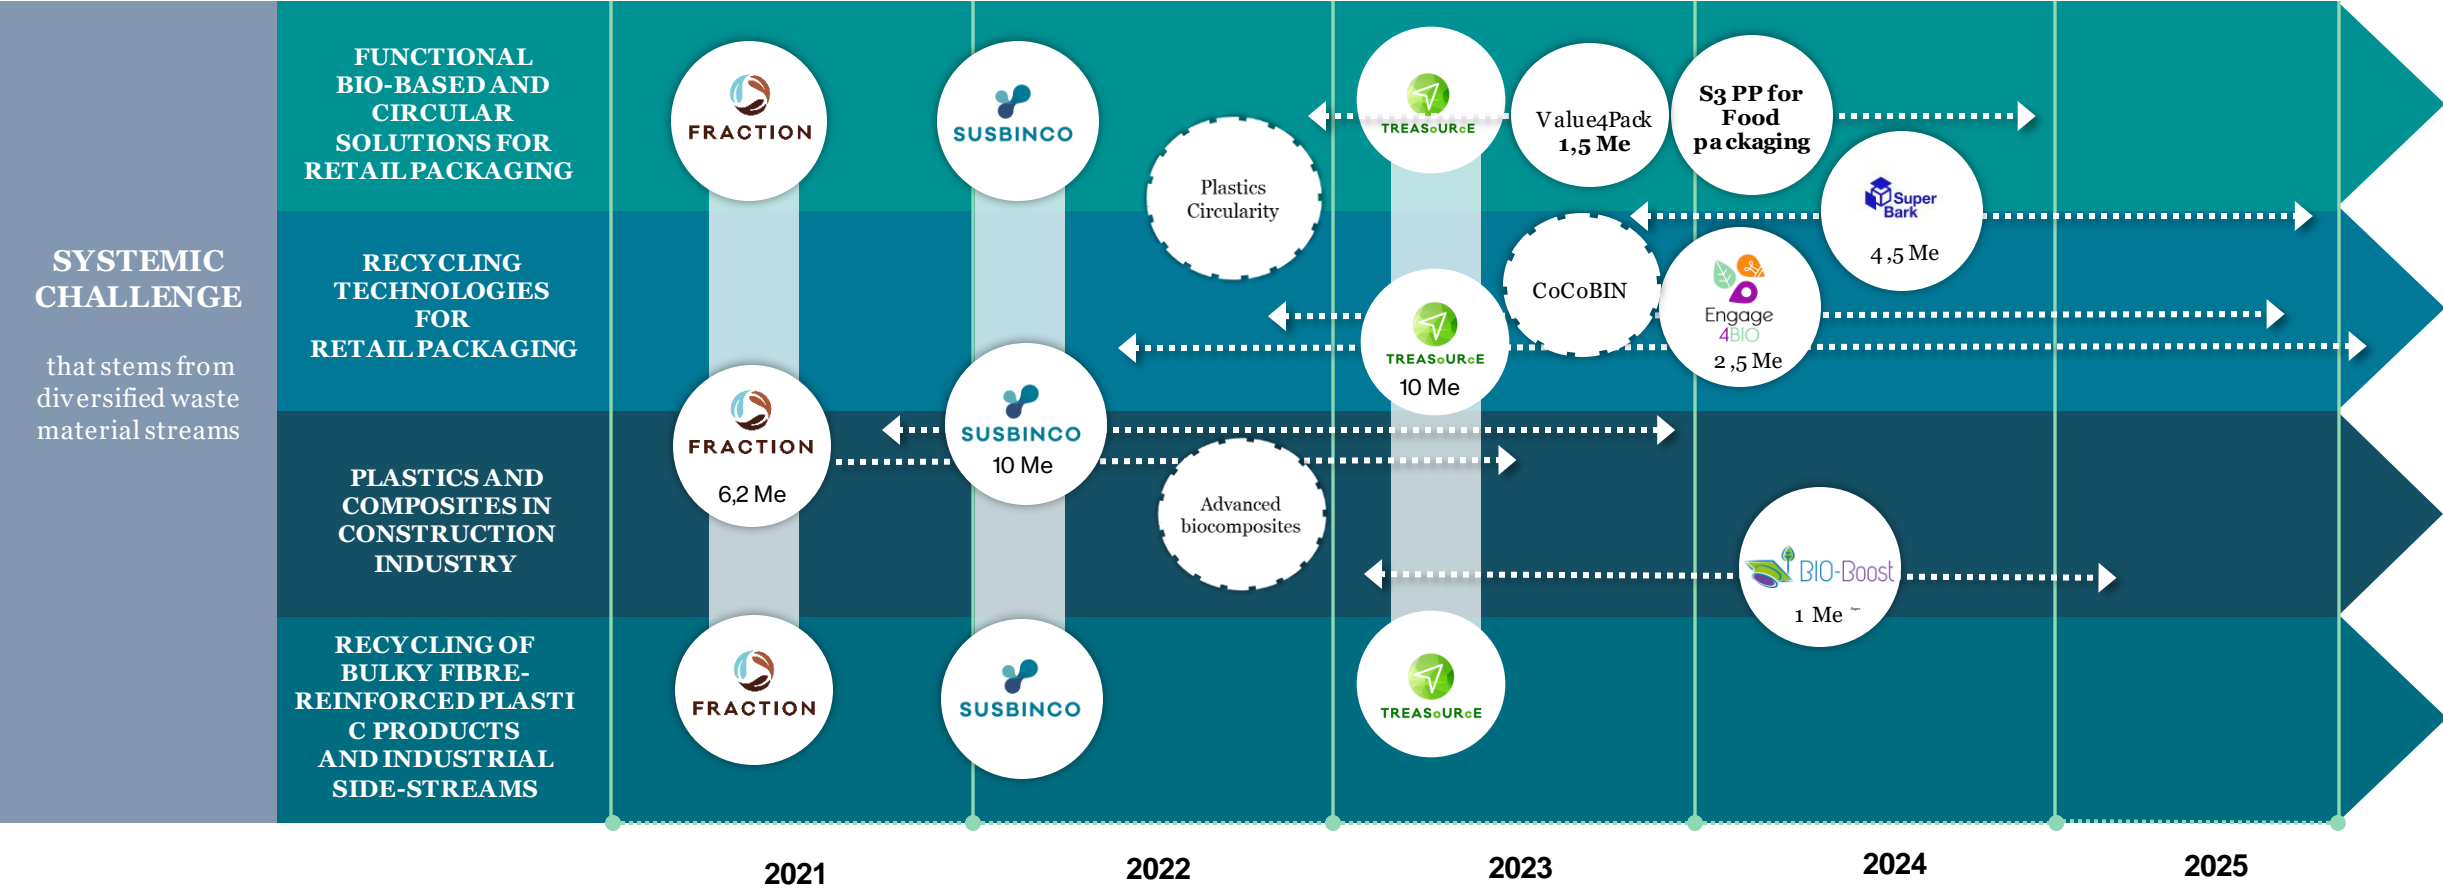 SYSTEMIC
CHALLENGE
that stems from
diversified waste
material streams
FUNCTIONAL
BIO-BASED AND
CIRCULAR
SOLUTIONS FOR
RETAIL PACKAGING
RECYCLING
TECHNOLOGIES
FOR
RETAIL PACKAGING
PLASTICS AND
COMPOSITES IN
CONSTRUCTION
INDUSTRY
RECYCLING OF
BULKY FIBRE-
REINFORCED PLASTI
C PRODUCTS
AND INDUSTRIAL
SIDE-STREAMS
FRACTION
SUSBINCO
Plastics
Circularity
TREASoURcE
Value4Pack
1,5 Me
S3 PP for
Food
packaging
Super
Bark
4,5 Me
CoCoBIN
Engage
4BIO
2,5 Me
TREASoURcE
10 Me
FRACTION
6,2 Me
SUSBINCO
10 Me
Advanced
biocomposites
BIO-Boost
1 Me
FRACTION
SUSBINCO
TREASoURcE
2021
2022
2023
2024
2025